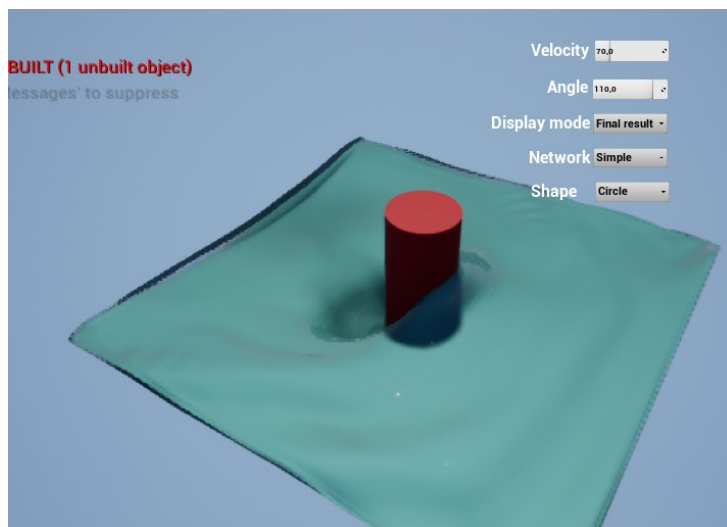 BUILT (1 unbuilt object)
essages' to suppress
Velocity 70,0
Angle 110,0
Display mode Final result
Network Simple
Shape Circle